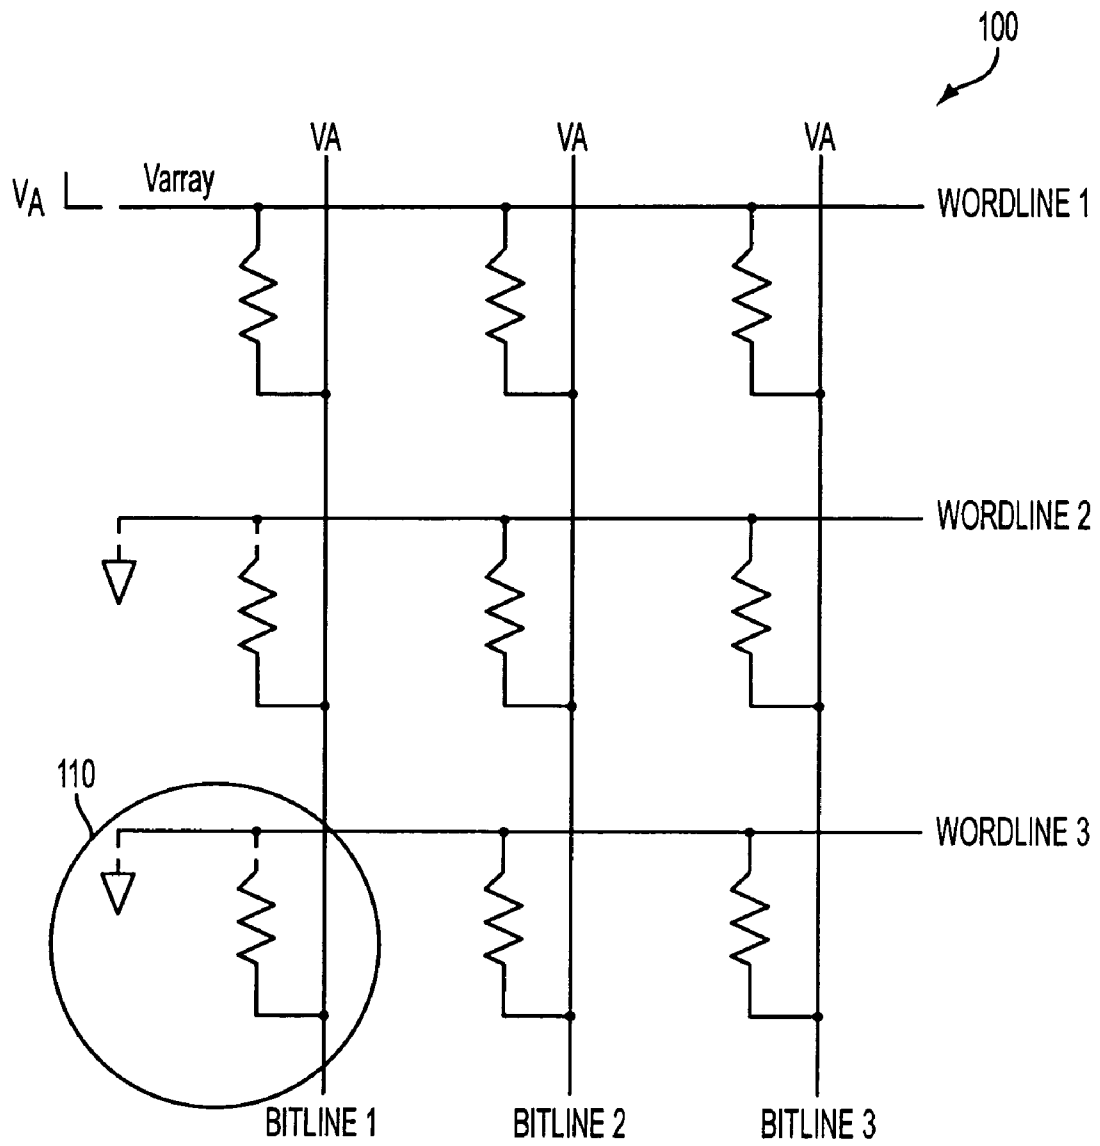 100
VA VA VA
VA Varray WORDLINE 1
WORDLINE 2
110
WORDLINE 3
BITLINE 1 BITLINE 2 BITLINE 3